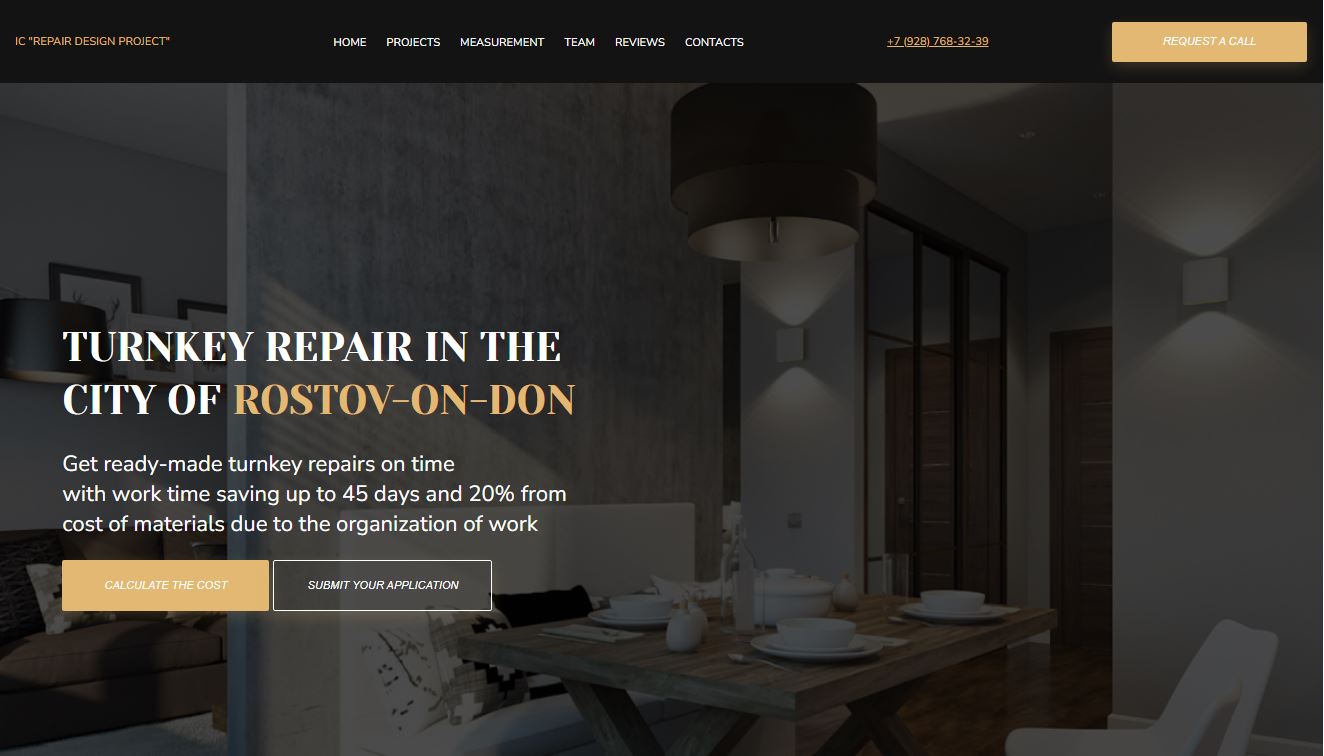 IC "REPAIR DESIGN PROJECT"
HOME PROJECTS MEASUREMENT TEAM REVIEWS CONTACTS
+7 (928) 768-32-39
REQUEST A CALL
TURNKEY REPAIR IN THE
CITY OF ROSTOV-ON-DON
Get ready-made turnkey repairs on time
with work time saving up to 45 days and 20% from
cost of materials due to the organization of work
CALCULATE THE COST
SUBMIT YOUR APPLICATION